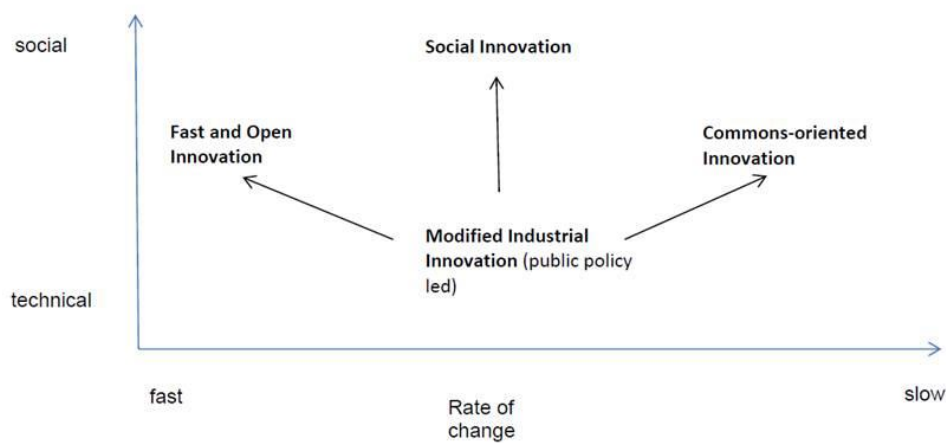 social
Social Innovation
Fast and Open
Innovation
Commons-oriented
Innovation
Modified Industrial
Innovation (public policy
led)
technical
fast
Rate of
change
slow